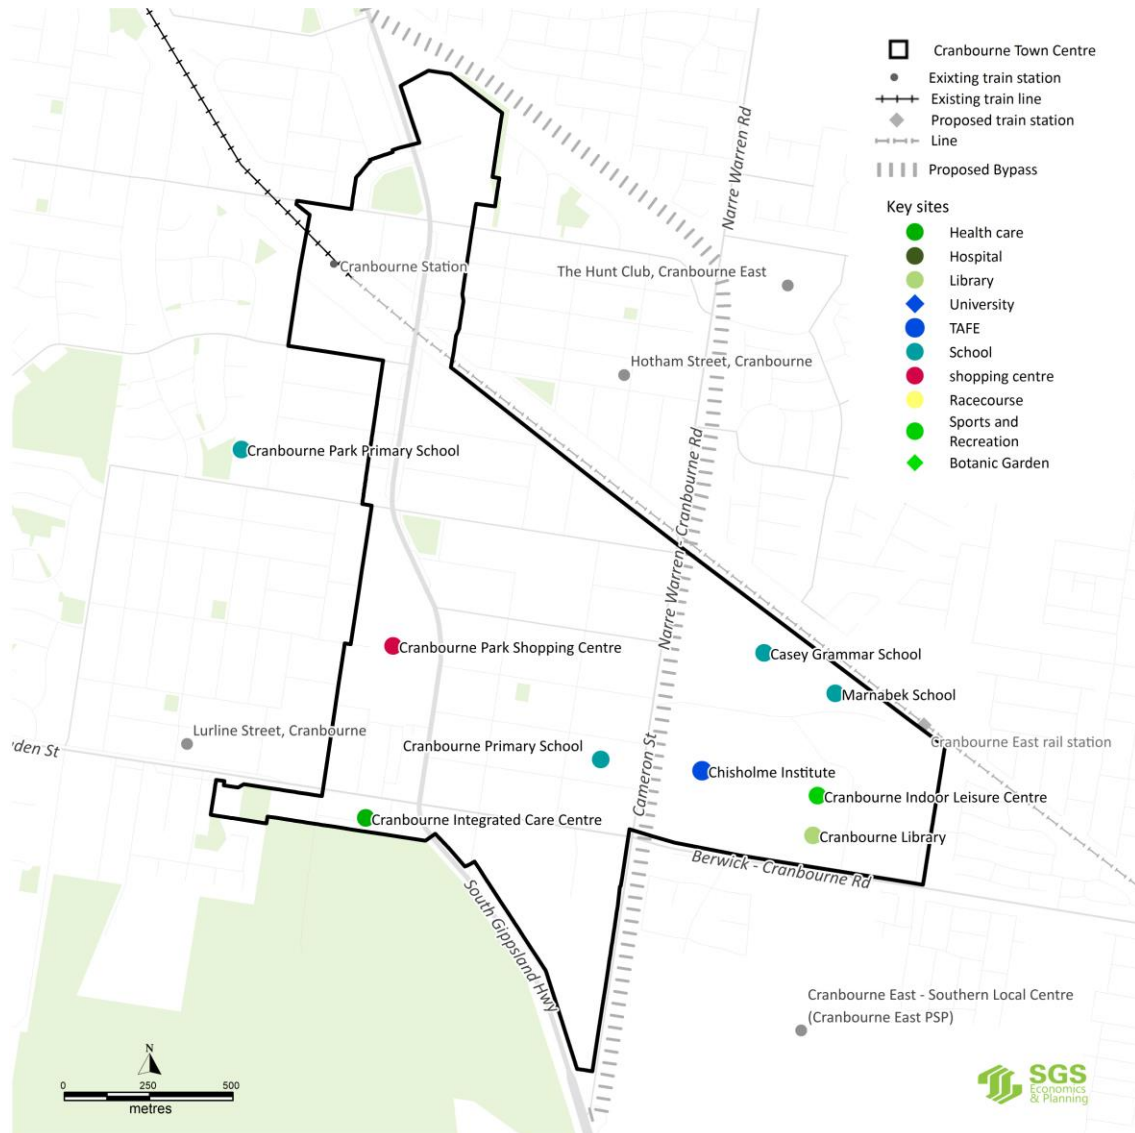 Cranbourne Town Centre
Exixting train station
Existing train line
Proposed train station
Line
Proposed Bypass
Key sites
Health care
Hospital
Library
University
TAFE
School
shopping centre
Racecourse
Sports and
Recreation
Botanic Garden
Narre Warren Rd
Cranbourne Station
The Hunt Club, Cranbourne East
Hotham Street, Cranbourne
Cranbourne Park Primary School
Narre Warren - Cranbourne Rd
Cranbourne Park Shopping Centre
Casey Grammar School
Marnabek School
Lurline Street, Cranbourne
Cranbourne East rail station
den St
Cranbourne Primary School
Cameron St
Chisholme Institute
Cranbourne Indoor Leisure Centre
Cranbourne Integrated Care Centre
Cranbourne Library
Berwick - Cranbourne Rd
South Gippsland Hwy
Cranbourne East - Southern Local Centre
(Cranbourne East PSP)
N
0 250 500
metres
SGS
Economics
& Planning